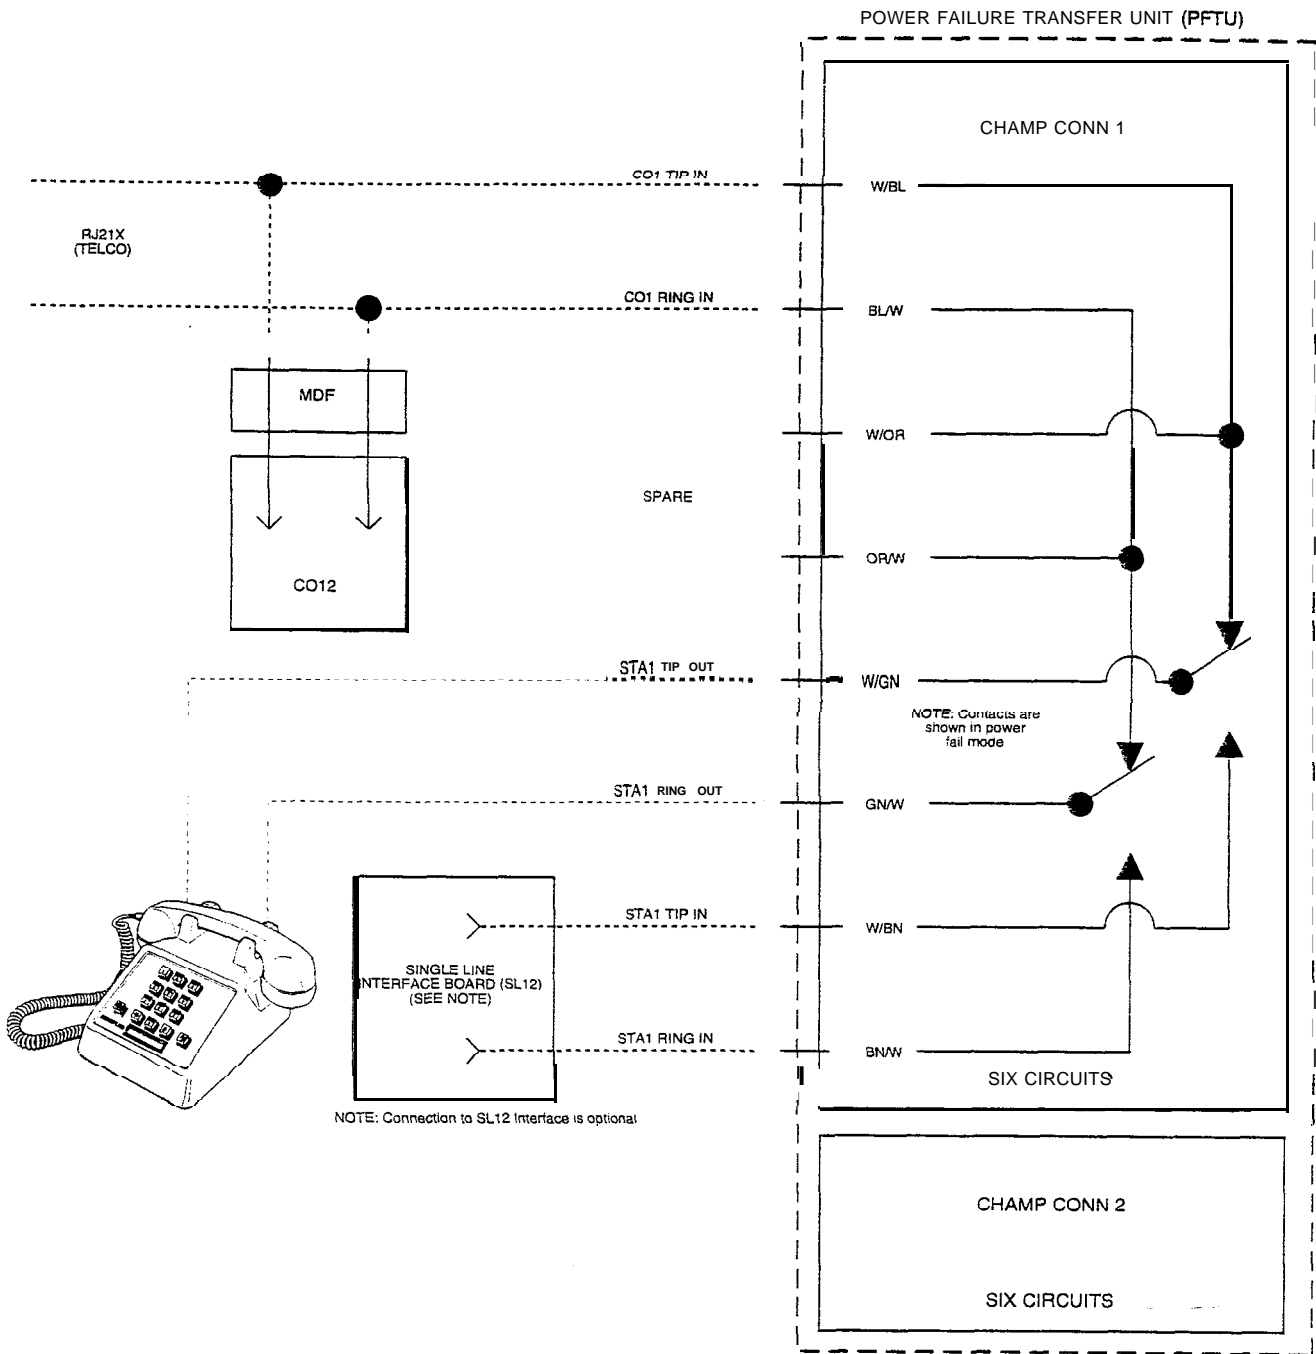 POWER FAILURE TRANSFER UNIT (PFTU)
CHAMP CONN 1
CO1 TIP IN
W/BL
RJ21X
(TELCO)
CO1 RING IN
BL/W
MDF
W/OR
SPARE
OR/W
CO12
STA1 TIP OUT
W/GN
NOTE: Contacts are
shown in power
fail mode
STA1 RING OUT
GN/W
STA1 TIP IN
W/BN
SINGLE LINE
INTERFACE BOARD (SL12)
(SEE NOTE)
STA1 RING IN
BN/W
SIX CIRCUITS
NOTE: Connection to SL12 Interface is optional
CHAMP CONN 2
SIX CIRCUITS